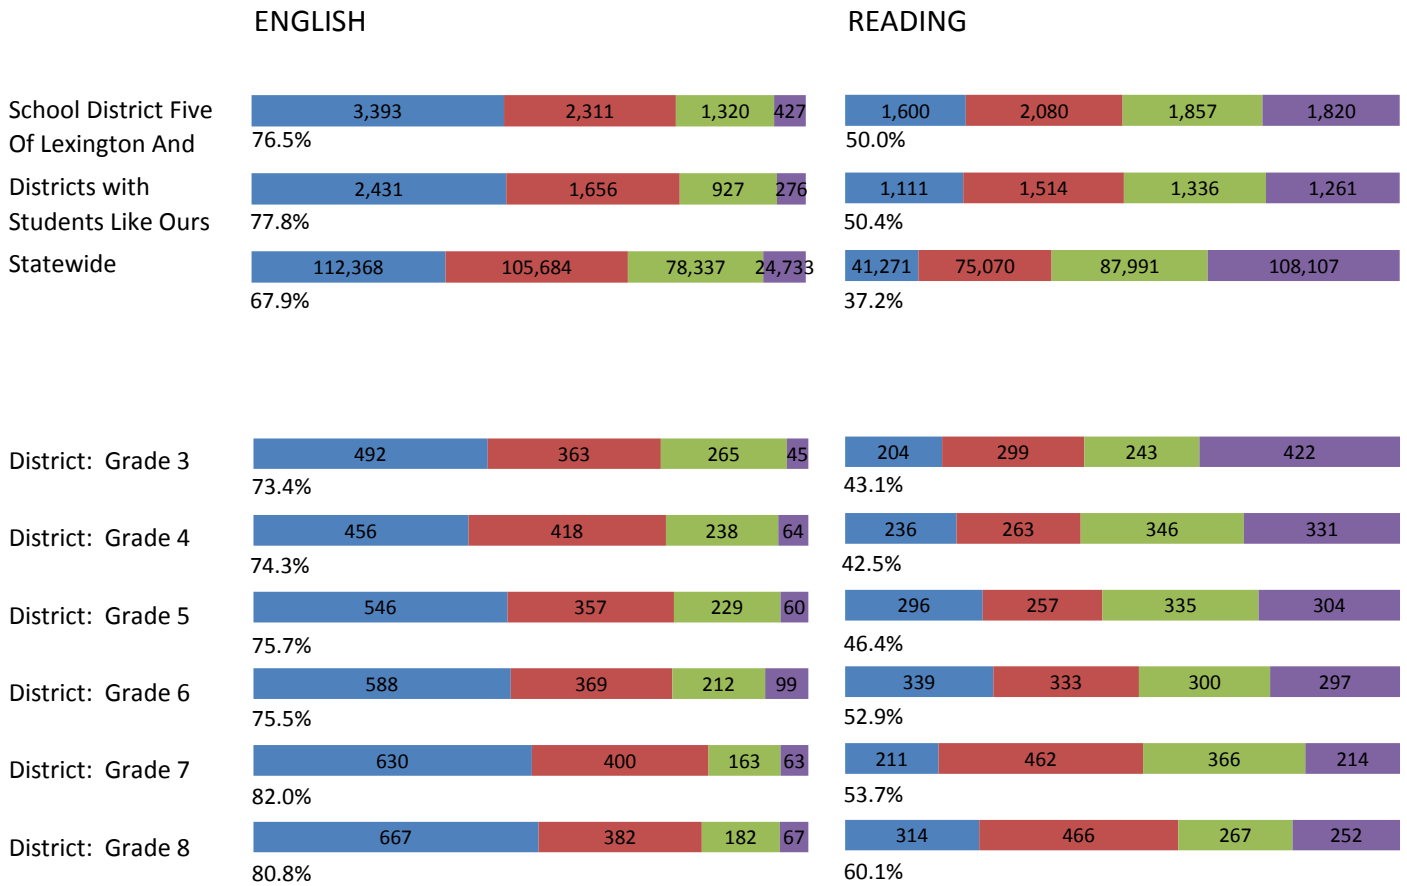 ENGLISH READING
School District Five 3,393 2,311 1,320 427 1,600 2,080 1,857 1,820
Of Lexington And 76.5% 50.0%
Districts with 2,431 1,656 927 276 1,111 1,514 1,336 1,261
Students Like Ours 77.8% 50.4%
Statewide 112,368 105,684 78,337 24,733 41,271 75,070 87,991 108,107
67.9% 37.2%
District: Grade 3 492 363 265 45 204 299 243 422
73.4% 43.1%
District: Grade 4 456 418 238 64 236 263 346 331
74.3% 42.5%
District: Grade 5 546 357 229 60 296 257 335 304
75.7% 46.4%
District: Grade 6 588 369 212 99 339 333 300 297
75.5% 52.9%
District: Grade 7 630 400 163 63 211 462 366 214
82.0% 53.7%
District: Grade 8 667 382 182 67 314 466 267 252
80.8% 60.1%